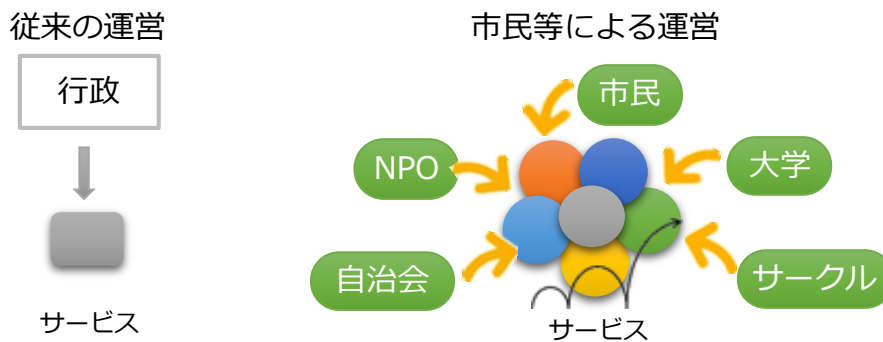 従来の運営
行政
サービス
市民等による運営
市民
NPO
大学
自治会
サークル
サービス